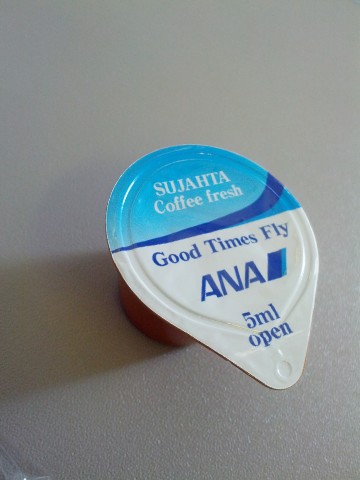 SUJAHTA
Coffee fresh
Good Times Fly
ANA
5ml
open